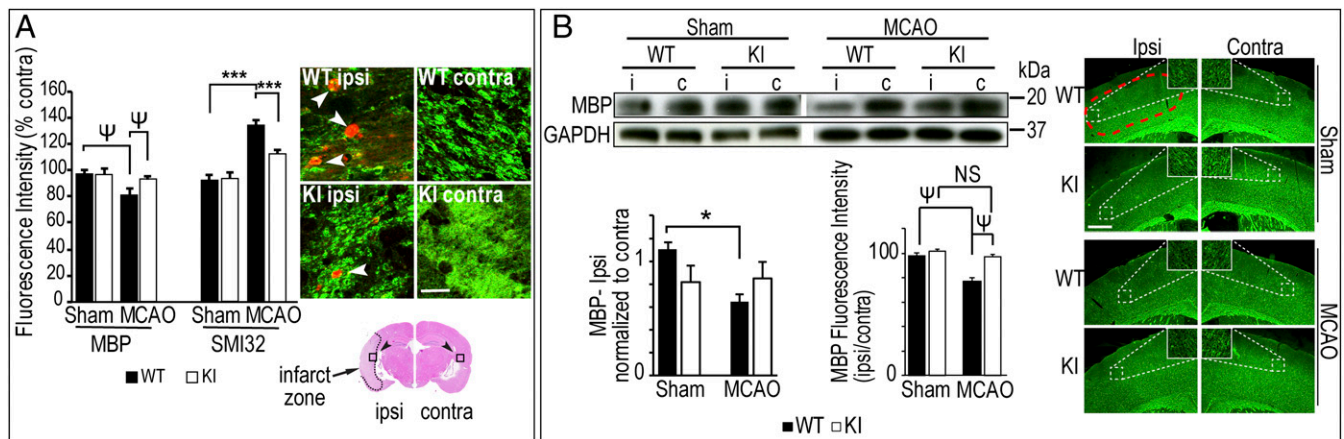 A
Fluorescence Intensity (% contra)
160
140
120
100
80
60
40
20
0
Ψ
Ψ
***
***
Sham MCAO
Sham MCAO
MBP
SMI32
WT
KI
WT ipsi
WT contra
KI ipsi
KI contra
infarct
zone
ipsi
contra
B
Sham
MCAO
WT
KI
WT
KI
i
c
i
c
i
c
i
c
kDa
MBP
20
GAPDH
37
MBP- Ipsi
normalized to contra
1
0
*
Sham
MCAO
MBP Fluorescence Intensity
(ipsi/contra)
100
0
Ψ
NS
Ψ
Sham MCAO
WT
KI
Ipsi
Contra
WT
KI
WT
KI
Sham
MCAO